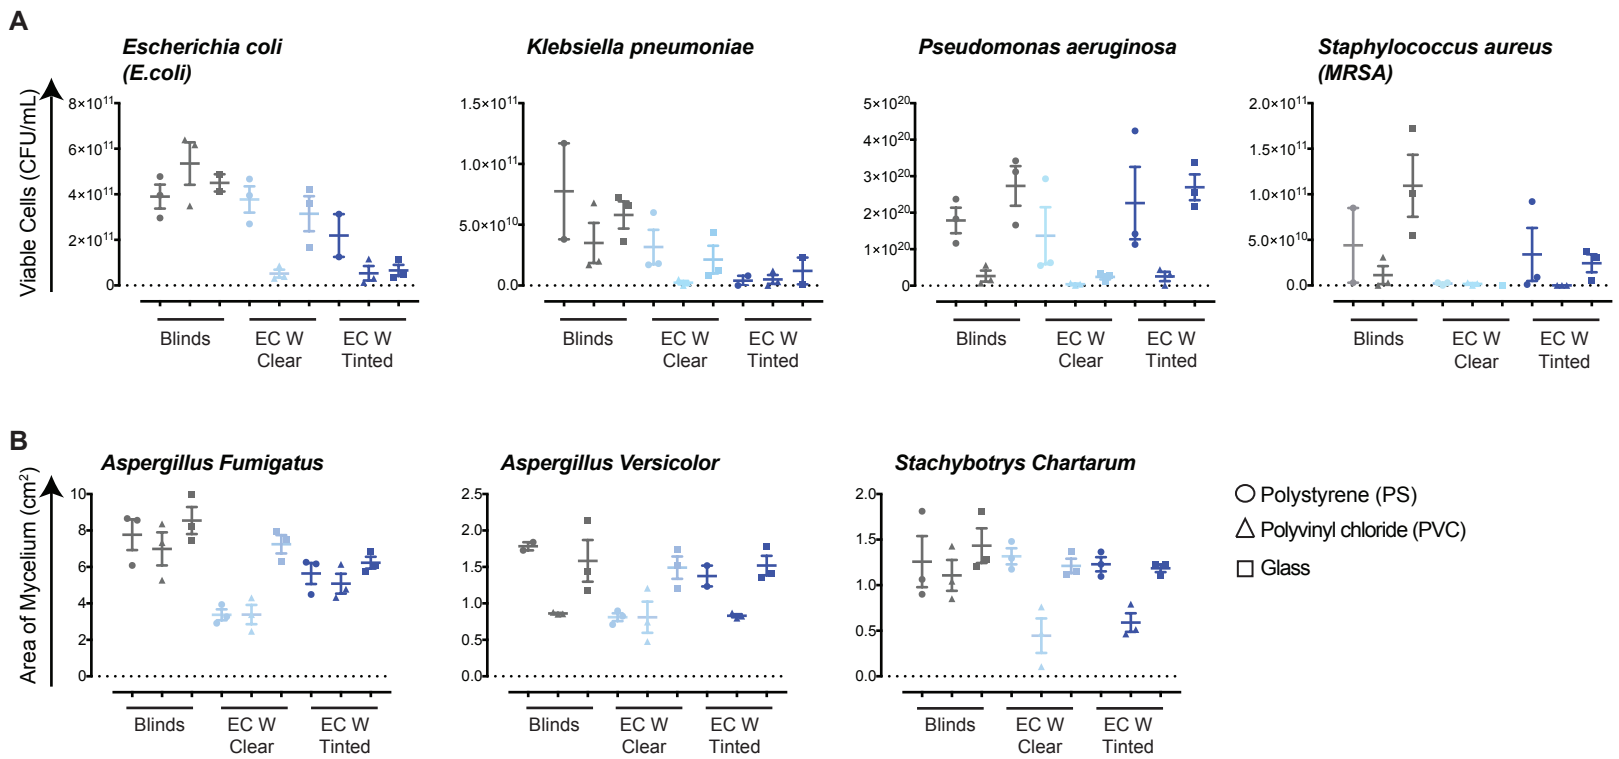 A
Escherichia coli
(E.coli)
Klebsiella pneumoniae
Pseudomonas aeruginosa
Staphylococcus aureus
(MRSA)
Viable Cells (CFU/mL)
8×10¹¹
6×10¹¹
4×10¹¹
2×10¹¹
0
Blinds
EC W
Clear
EC W
Tinted
1.5×10¹¹
1.0×10¹¹
5.0×10¹⁰
0.0
Blinds
EC W
Clear
EC W
Tinted
5×10²⁰
4×10²⁰
3×10²⁰
2×10²⁰
1×10²⁰
0
Blinds
EC W
Clear
EC W
Tinted
2.0×10¹¹
1.5×10¹¹
1.0×10¹¹
5.0×10¹⁰
0.0
Blinds
EC W
Clear
EC W
Tinted
B
Aspergillus Fumigatus
Aspergillus Versicolor
Stachybotrys Chartarum
Area of Mycelium (cm²)
10
8
6
4
2
0
Blinds
EC W
Clear
EC W
Tinted
2.5
2.0
1.5
1.0
0.5
0.0
Blinds
EC W
Clear
EC W
Tinted
2.0
1.5
1.0
0.5
0.0
Blinds
EC W
Clear
EC W
Tinted
Polystyrene (PS)
Polyvinyl chloride (PVC)
Glass